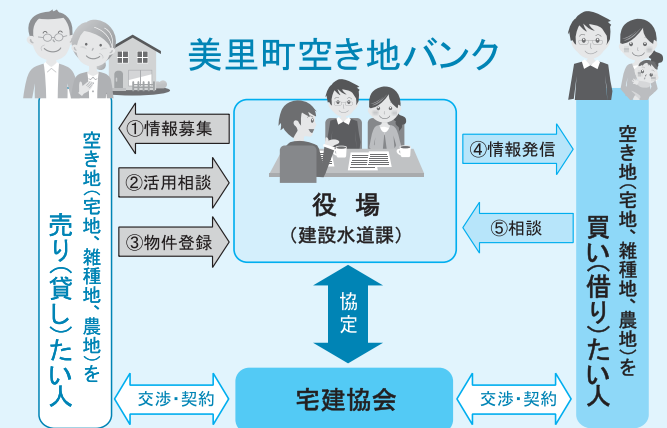 美里町空き地バンク
空き地（宅地、雑種地、農地）を
売り（貸し）たい人
①情報募集
②活用相談
③物件登録
役場
（建設水道課）
④情報発信
⑤相談
空き地（宅地、雑種地、農地）を
買い（借り）たい人
協定
交渉・契約
宅建協会
交渉・契約